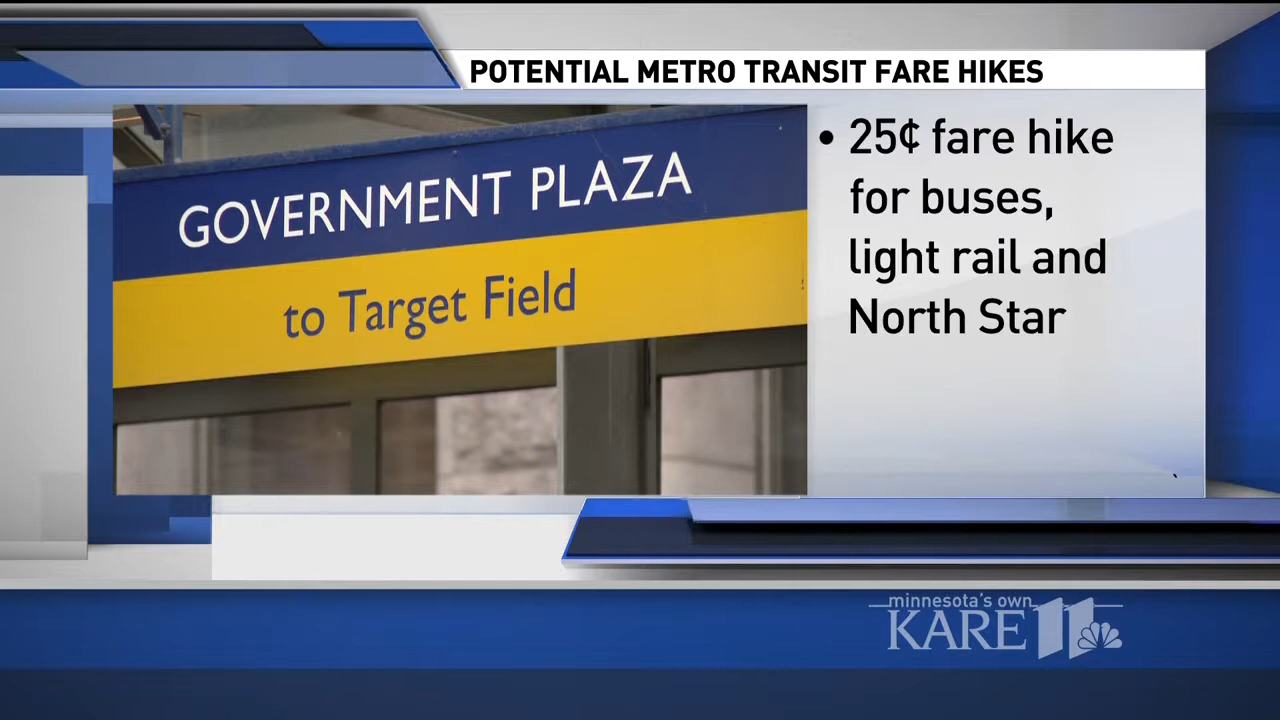 POTENTIAL METRO TRANSIT FARE HIKES
GOVERNMENT PLAZA
to Target Field
• 25¢ fare hike
for buses,
light rail and
North Star
minnesota's own
KARE 11